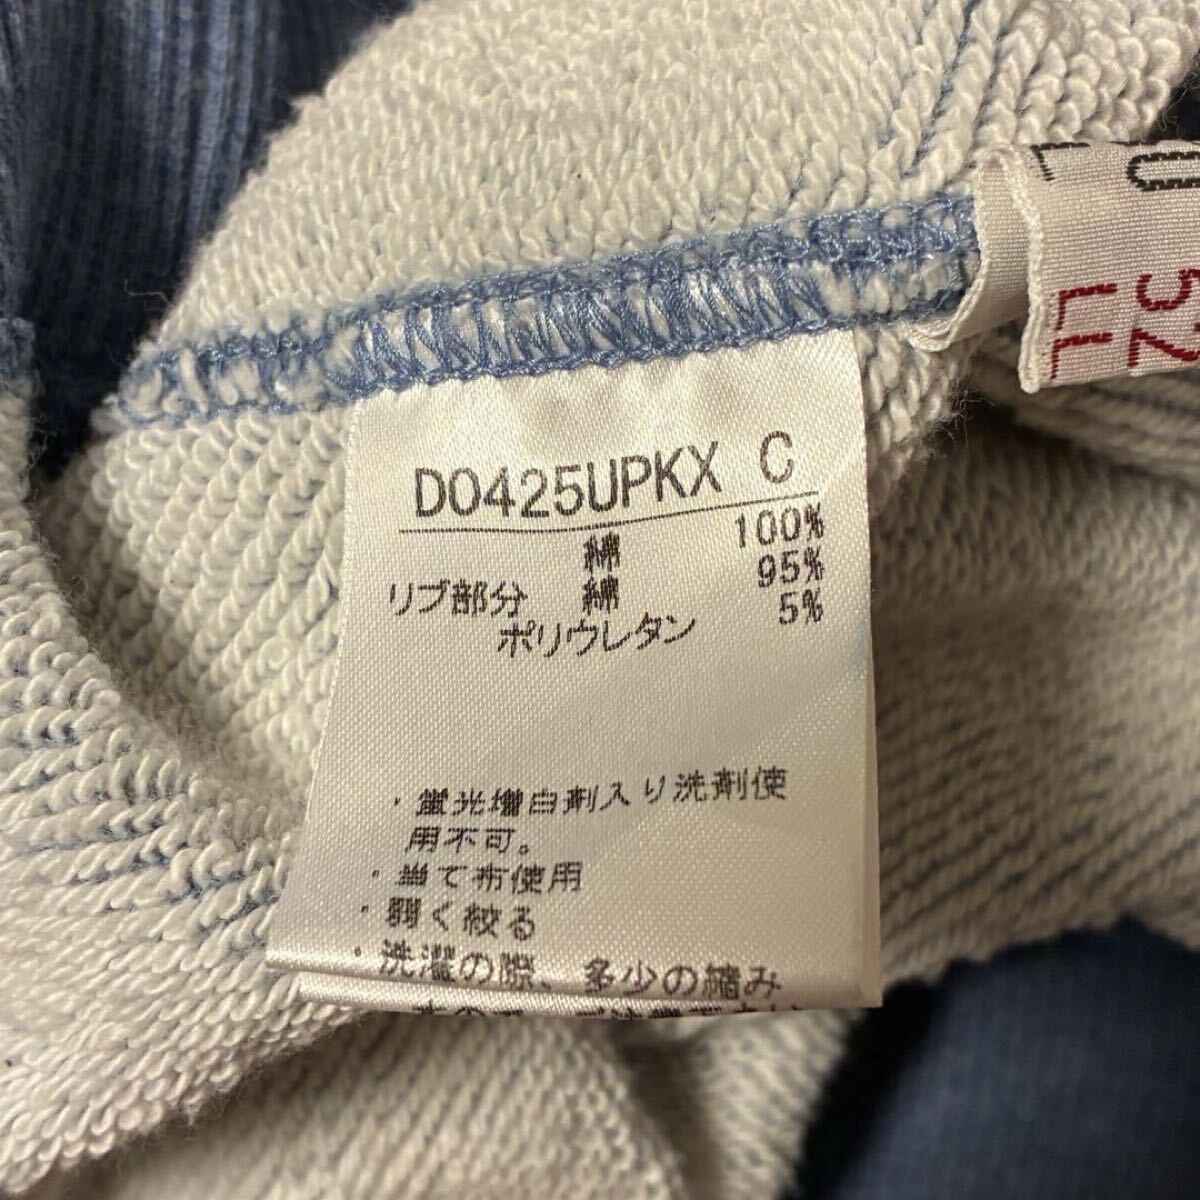 D0425UPKX C
綿 100%
リブ部分 綿 95%
ポリウレタン 5%
・蛍光増白剤入り洗剤使
用不可。
・当て布使用
・弱く絞る
・洗濯の際、多少の縮み
52
LL